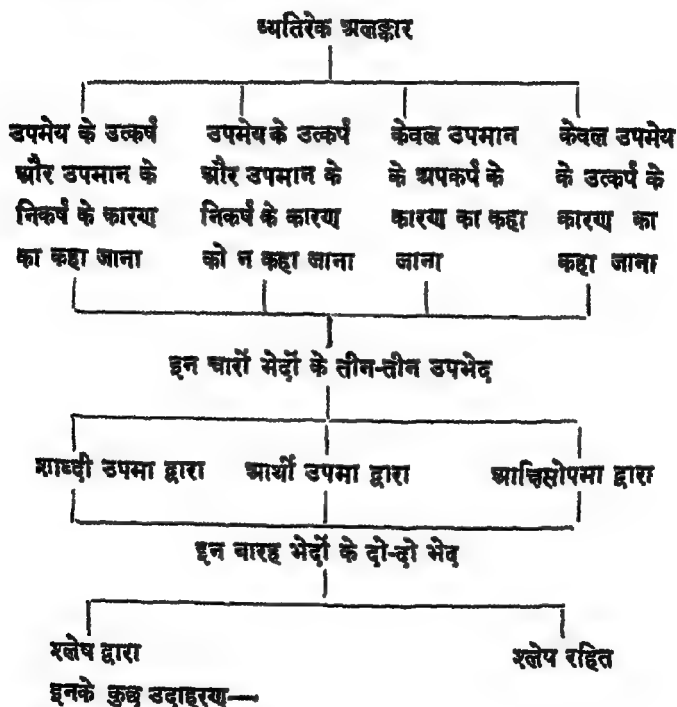 व्यतिरेक अलङ्कार
उपमेय के उत्कर्ष
और उपमान के
निकर्ष के कारण
का कहा जाना
उपमेय के उत्कर्ष
और उपमान के
निकर्ष के कारण
को न कहा जाना
केवल उपमान
के अपकर्ष के
कारण का कहा
जाना
केवल उपमेय
के उत्कर्ष के
कारण का
कहा जाना
इन चारों भेदों के तीन-तीन उपभेद
शाब्दी उपमा द्वारा
आर्थी उपमा द्वारा
आक्षिप्तोपमा द्वारा
इन बारह भेदों के दो-दो भेद
श्लेष द्वारा
श्लेष रहित
इनके कुछ उदाहरण—